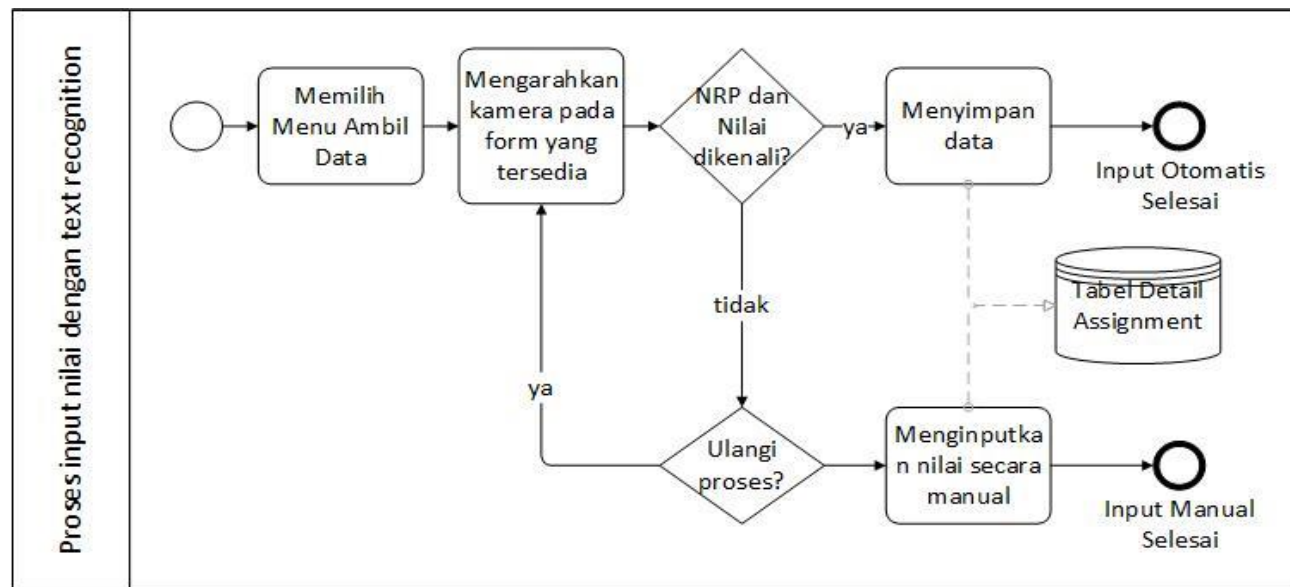 Proses input nilai dengan text recognition
Memilih
Menu Ambil
Data
Mengarahkan
kamera pada
form yang
tersedia
NRP dan
Nilai
dikenali?
ya
Menyimpan
data
Input Otomatis
Selesai
tidak
Tabel Detail
Assignment
ya
Ulangi
proses?
Menginputka
n nilai secara
manual
Input Manual
Selesai